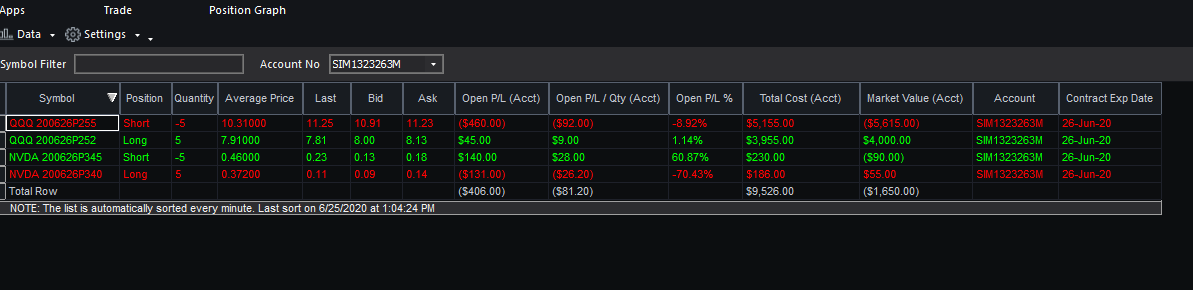 Apps Trade Position Graph
Data Settings
Symbol Filter Account No SIM1323263M
Symbol Position Quantity Average Price Last Bid Ask Open P/L (Acct) Open P/L / Qty (Acct) Open P/L % Total Cost (Acct) Market Value (Acct) Account Contract Exp Date
QQQ 200626P255 Short -5 10.31000 11.25 10.91 11.23 ($460.00) ($92.00) -8.92% $5,155.00 ($5,615.00) SIM1323263M 26-Jun-20
QQQ 200626P252 Long 5 7.91000 7.81 8.00 8.13 $45.00 $9.00 1.14% $3,955.00 $4,000.00 SIM1323263M 26-Jun-20
NVDA 200626P345 Short -5 0.46000 0.23 0.13 0.18 $140.00 $28.00 60.87% $230.00 ($90.00) SIM1323263M 26-Jun-20
NVDA 200626P340 Long 5 0.37200 0.11 0.09 0.14 ($131.00) ($26.20) -70.43% $186.00 $55.00 SIM1323263M 26-Jun-20
Total Row ($406.00) ($81.20) $9,526.00 ($1,650.00)
NOTE: The list is automatically sorted every minute. Last sort on 6/25/2020 at 1:04:24 PM